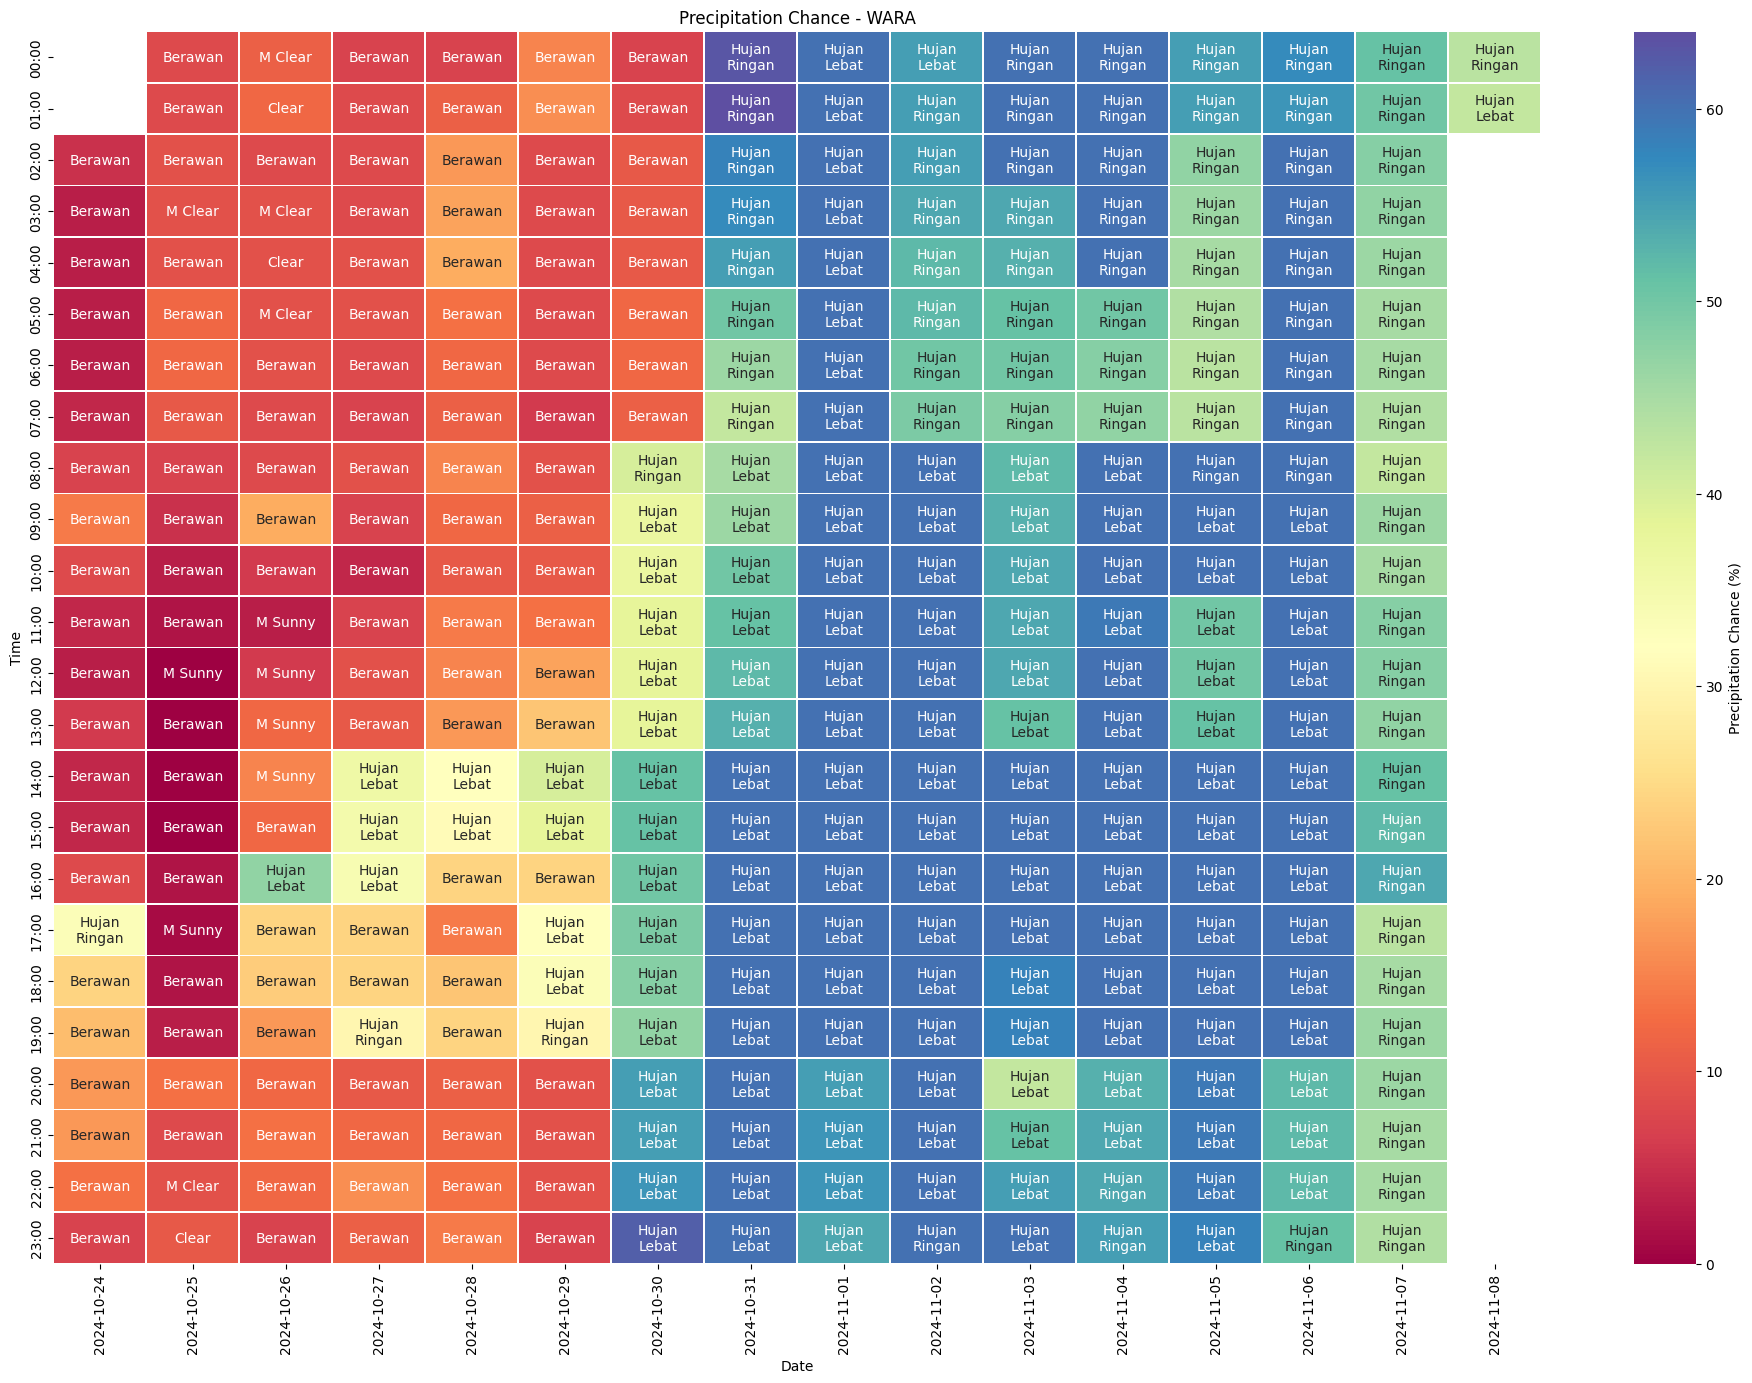 Precipitation Chance - WARA
00:00 Berawan M Clear Berawan Berawan Berawan Berawan Hujan Ringan Hujan Lebat Hujan Lebat Hujan Ringan Hujan Ringan Hujan Ringan Hujan Ringan Hujan Ringan Hujan Ringan
01:00 Berawan Clear Berawan Berawan Berawan Berawan Hujan Ringan Hujan Lebat Hujan Ringan Hujan Ringan Hujan Ringan Hujan Ringan Hujan Ringan Hujan Ringan Hujan Lebat
02:00 Berawan Berawan Berawan Berawan Berawan Berawan Berawan Hujan Ringan Hujan Lebat Hujan Ringan Hujan Ringan Hujan Ringan Hujan Ringan Hujan Ringan Hujan Ringan
03:00 Berawan M Clear M Clear Berawan Berawan Berawan Berawan Hujan Ringan Hujan Lebat Hujan Ringan Hujan Ringan Hujan Ringan Hujan Ringan Hujan Ringan Hujan Ringan
04:00 Berawan Berawan Clear Berawan Berawan Berawan Berawan Hujan Ringan Hujan Lebat Hujan Ringan Hujan Ringan Hujan Ringan Hujan Ringan Hujan Ringan Hujan Ringan
05:00 Berawan Berawan M Clear Berawan Berawan Berawan Berawan Hujan Ringan Hujan Lebat Hujan Ringan Hujan Ringan Hujan Ringan Hujan Ringan Hujan Ringan Hujan Ringan
06:00 Berawan Berawan Berawan Berawan Berawan Berawan Berawan Hujan Ringan Hujan Lebat Hujan Ringan Hujan Ringan Hujan Ringan Hujan Ringan Hujan Ringan Hujan Ringan
07:00 Berawan Berawan Berawan Berawan Berawan Berawan Berawan Hujan Ringan Hujan Lebat Hujan Ringan Hujan Ringan Hujan Ringan Hujan Ringan Hujan Ringan Hujan Ringan
08:00 Berawan Berawan Berawan Berawan Berawan Berawan Hujan Ringan Hujan Lebat Hujan Lebat Hujan Lebat Hujan Lebat Hujan Lebat Hujan Ringan Hujan Ringan Hujan Ringan
09:00 Berawan Berawan Berawan Berawan Berawan Berawan Hujan Lebat Hujan Lebat Hujan Lebat Hujan Lebat Hujan Lebat Hujan Lebat Hujan Lebat Hujan Lebat Hujan Ringan
10:00 Berawan Berawan Berawan Berawan Berawan Berawan Hujan Lebat Hujan Lebat Hujan Lebat Hujan Lebat Hujan Lebat Hujan Lebat Hujan Lebat Hujan Lebat Hujan Ringan
11:00 Berawan Berawan M Sunny Berawan Berawan Berawan Hujan Lebat Hujan Lebat Hujan Lebat Hujan Lebat Hujan Lebat Hujan Lebat Hujan Lebat Hujan Lebat Hujan Ringan
12:00 Berawan M Sunny M Sunny Berawan Berawan Berawan Hujan Lebat Hujan Lebat Hujan Lebat Hujan Lebat Hujan Lebat Hujan Lebat Hujan Lebat Hujan Lebat Hujan Ringan
13:00 Berawan Berawan M Sunny Berawan Berawan Berawan Hujan Lebat Hujan Lebat Hujan Lebat Hujan Lebat Hujan Lebat Hujan Lebat Hujan Lebat Hujan Lebat Hujan Ringan
14:00 Berawan Berawan M Sunny Hujan Lebat Hujan Lebat Hujan Lebat Hujan Lebat Hujan Lebat Hujan Lebat Hujan Lebat Hujan Lebat Hujan Lebat Hujan Lebat Hujan Lebat Hujan Ringan
15:00 Berawan Berawan Berawan Hujan Lebat Hujan Lebat Hujan Lebat Hujan Lebat Hujan Lebat Hujan Lebat Hujan Lebat Hujan Lebat Hujan Lebat Hujan Lebat Hujan Lebat Hujan Ringan
16:00 Berawan Berawan Hujan Lebat Hujan Lebat Berawan Berawan Hujan Lebat Hujan Lebat Hujan Lebat Hujan Lebat Hujan Lebat Hujan Lebat Hujan Lebat Hujan Lebat Hujan Ringan
17:00 Hujan Ringan M Sunny Berawan Berawan Berawan Hujan Lebat Hujan Lebat Hujan Lebat Hujan Lebat Hujan Lebat Hujan Lebat Hujan Lebat Hujan Lebat Hujan Lebat Hujan Ringan
18:00 Berawan Berawan Berawan Berawan Berawan Hujan Lebat Hujan Lebat Hujan Lebat Hujan Lebat Hujan Lebat Hujan Lebat Hujan Lebat Hujan Lebat Hujan Lebat Hujan Ringan
19:00 Berawan Berawan Berawan Hujan Ringan Berawan Hujan Ringan Hujan Lebat Hujan Lebat Hujan Lebat Hujan Lebat Hujan Lebat Hujan Lebat Hujan Lebat Hujan Lebat Hujan Ringan
20:00 Berawan Berawan Berawan Berawan Berawan Berawan Hujan Lebat Hujan Lebat Hujan Lebat Hujan Lebat Hujan Lebat Hujan Lebat Hujan Lebat Hujan Lebat Hujan Ringan
21:00 Berawan Berawan Berawan Berawan Berawan Berawan Hujan Lebat Hujan Lebat Hujan Lebat Hujan Lebat Hujan Lebat Hujan Lebat Hujan Lebat Hujan Lebat Hujan Ringan
22:00 Berawan M Clear Berawan Berawan Berawan Berawan Hujan Lebat Hujan Lebat Hujan Lebat Hujan Lebat Hujan Lebat Hujan Ringan Hujan Lebat Hujan Lebat Hujan Ringan
23:00 Berawan Clear Berawan Berawan Berawan Berawan Hujan Lebat Hujan Lebat Hujan Lebat Hujan Ringan Hujan Lebat Hujan Ringan Hujan Lebat Hujan Ringan Hujan Ringan
Time
2024-10-24 2024-10-25 2024-10-26 2024-10-27 2024-10-28 2024-10-29 2024-10-30 2024-10-31 2024-11-01 2024-11-02 2024-11-03 2024-11-04 2024-11-05 2024-11-06 2024-11-07 2024-11-08
Date
60
50
40
30
20
10
0
Precipitation Chance (%)